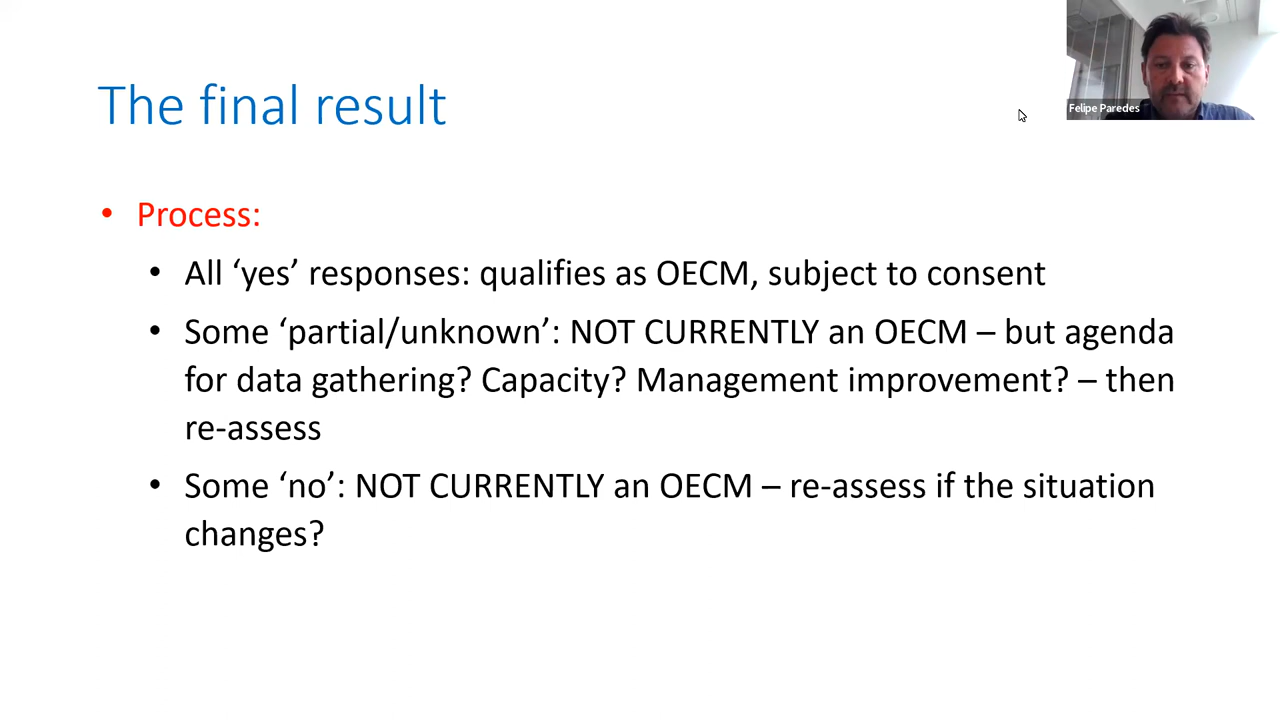 The final result
Felipe Paredes
• Process:
• All ‘yes’ responses: qualifies as OECM, subject to consent
• Some ‘partial/unknown’: NOT CURRENTLY an OECM – but agenda
for data gathering? Capacity? Management improvement? – then
re-assess
• Some ‘no’: NOT CURRENTLY an OECM – re-assess if the situation
changes?